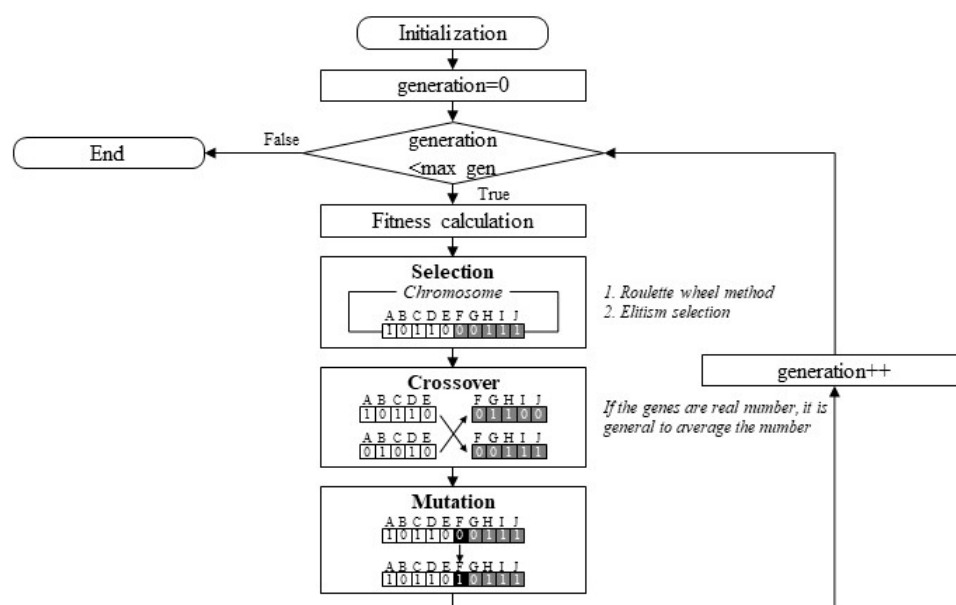 Initialization
generation=0
generation
<max gen
False
End
True
Fitness calculation
Selection
Chromosome
A B C D E F G H I J
1 0 1 1 0 0 0 1 1 1
1. Roulette wheel method
2. Elitism selection
generation++
Crossover
A B C D E
F G H I J
1 0 1 1 0
0 1 1 0 0
A B C D E
F G H I J
0 1 0 1 0
0 0 1 1 1
If the genes are real number, it is
general to average the number
Mutation
A B C D E F G H I J
1 0 1 1 0 0 0 1 1 1
A B C D E F G H I J
1 0 1 1 0 1 0 1 1 1